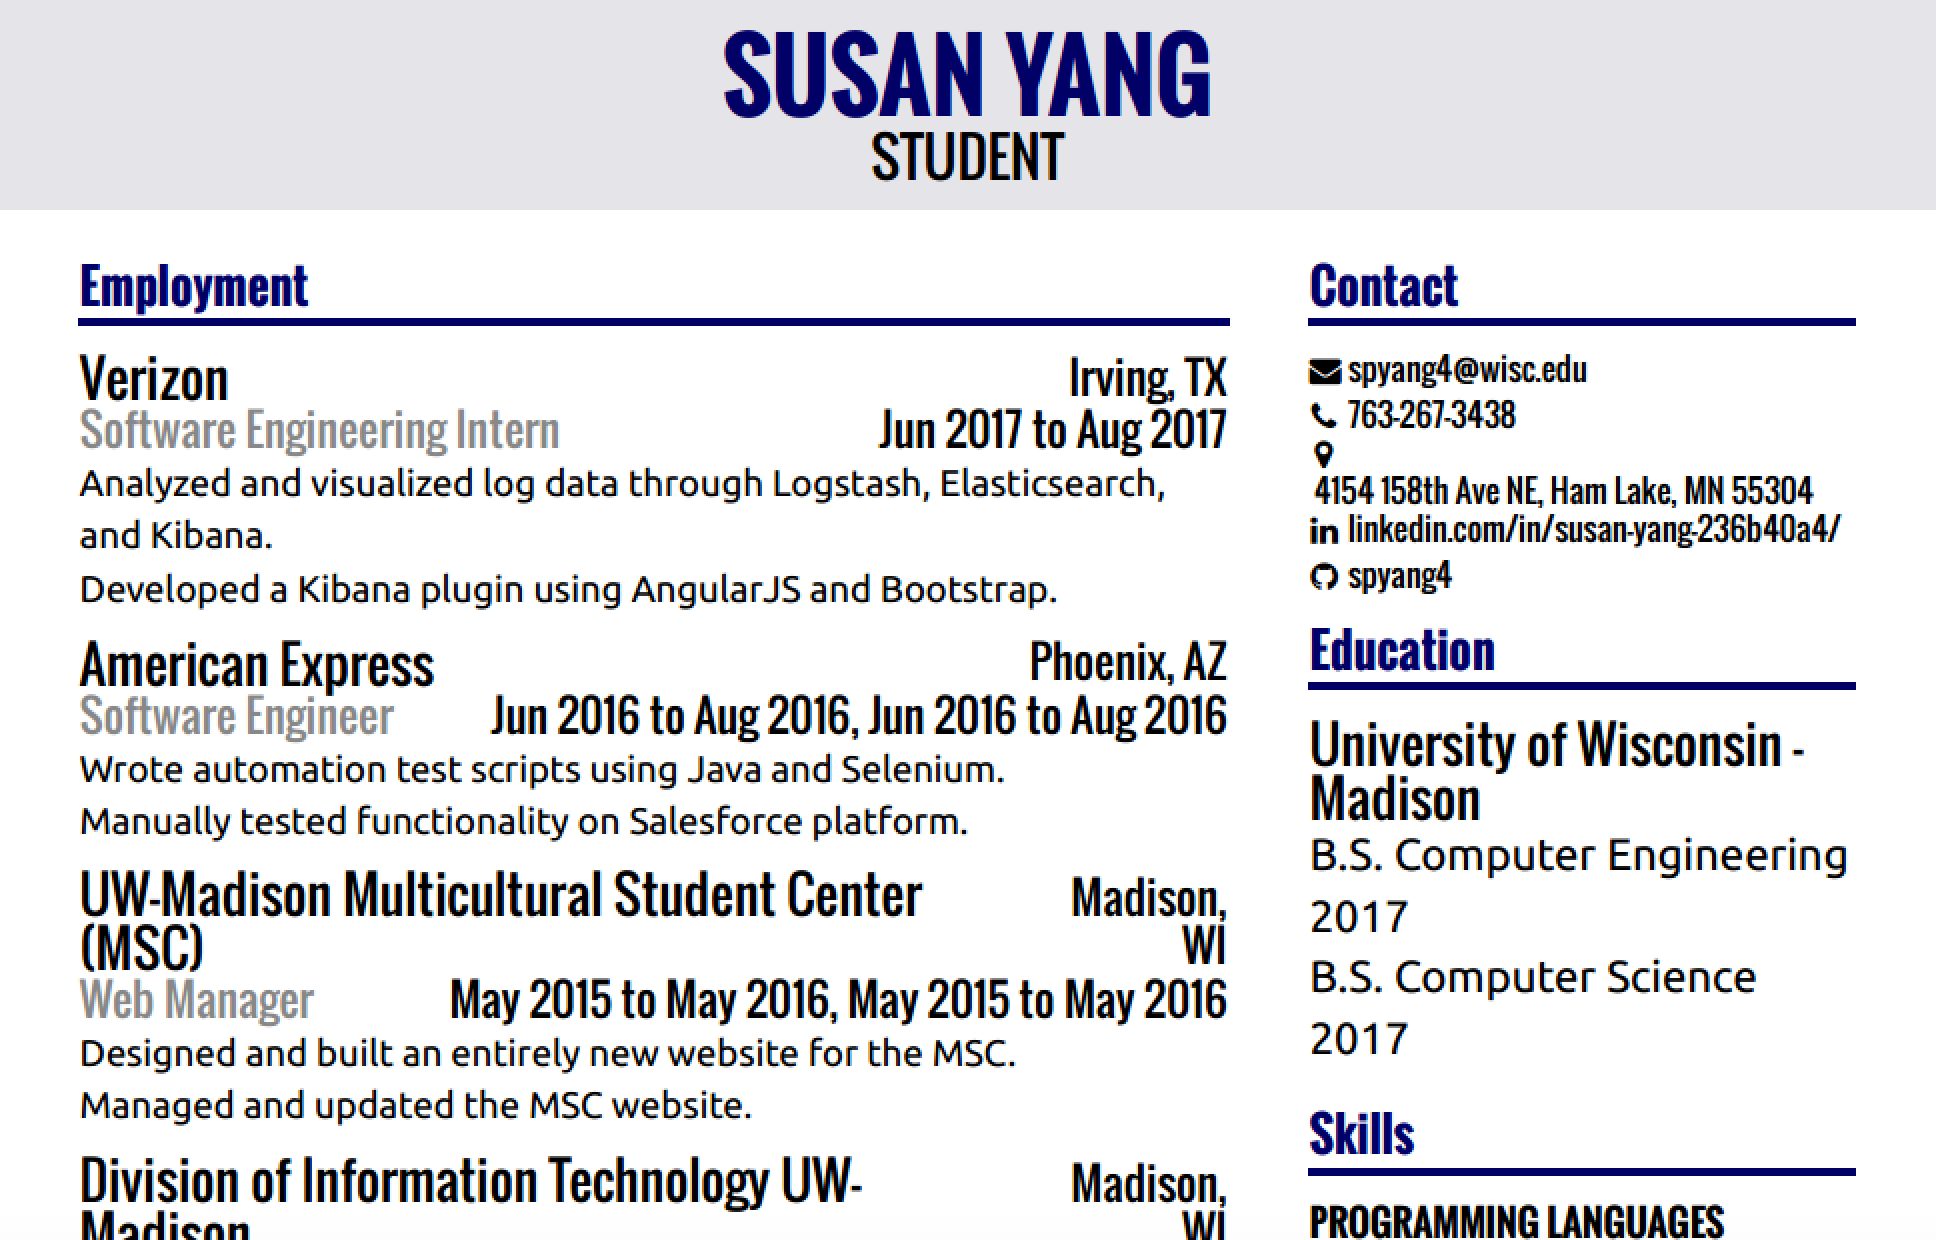 SUSAN YANG
STUDENT
Employment
Verizon Irving, TX
Software Engineering Intern Jun 2017 to Aug 2017
Analyzed and visualized log data through Logstash, Elasticsearch,
and Kibana.
Developed a Kibana plugin using AngularJS and Bootstrap.
American Express Phoenix, AZ
Software Engineer Jun 2016 to Aug 2016, Jun 2016 to Aug 2016
Wrote automation test scripts using Java and Selenium.
Manually tested functionality on Salesforce platform.
UW-Madison Multicultural Student Center Madison,
(MSC) WI
Web Manager May 2015 to May 2016, May 2015 to May 2016
Designed and built an entirely new website for the MSC.
Managed and updated the MSC website.
Division of Information Technology UW- Madison,
Madison WI
Contact
spyang4@wisc.edu
763-267-3438
4154 158th Ave NE, Ham Lake, MN 55304
in linkedin.com/in/susan-yang-236b40a4/
spyang4
Education
University of Wisconsin -
Madison
B.S. Computer Engineering
2017
B.S. Computer Science
2017
Skills
PROGRAMMING LANGUAGES